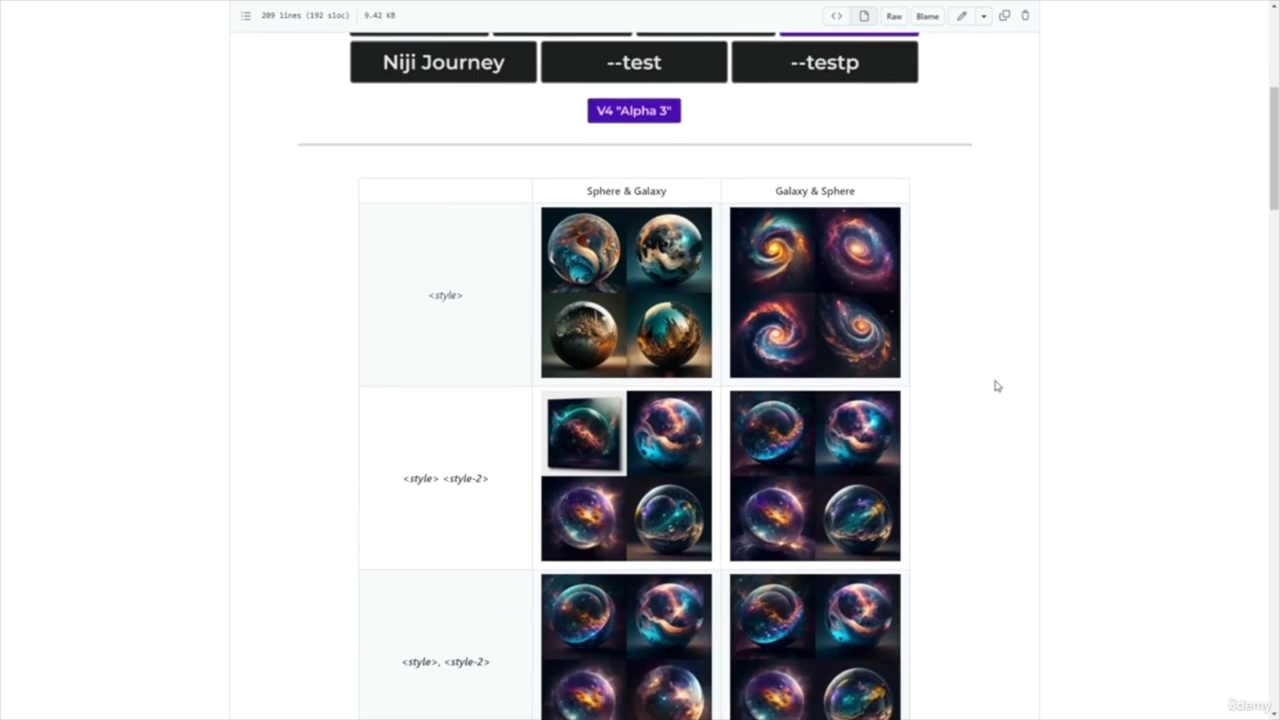 209 lines (192 sloc) 9.42 KB
Raw Blame
Niji Journey --test --testp
V4 "Alpha 3"
Sphere & Galaxy Galaxy & Sphere
<style>
<style> <style-2>
<style>, <style-2>
ûdemy